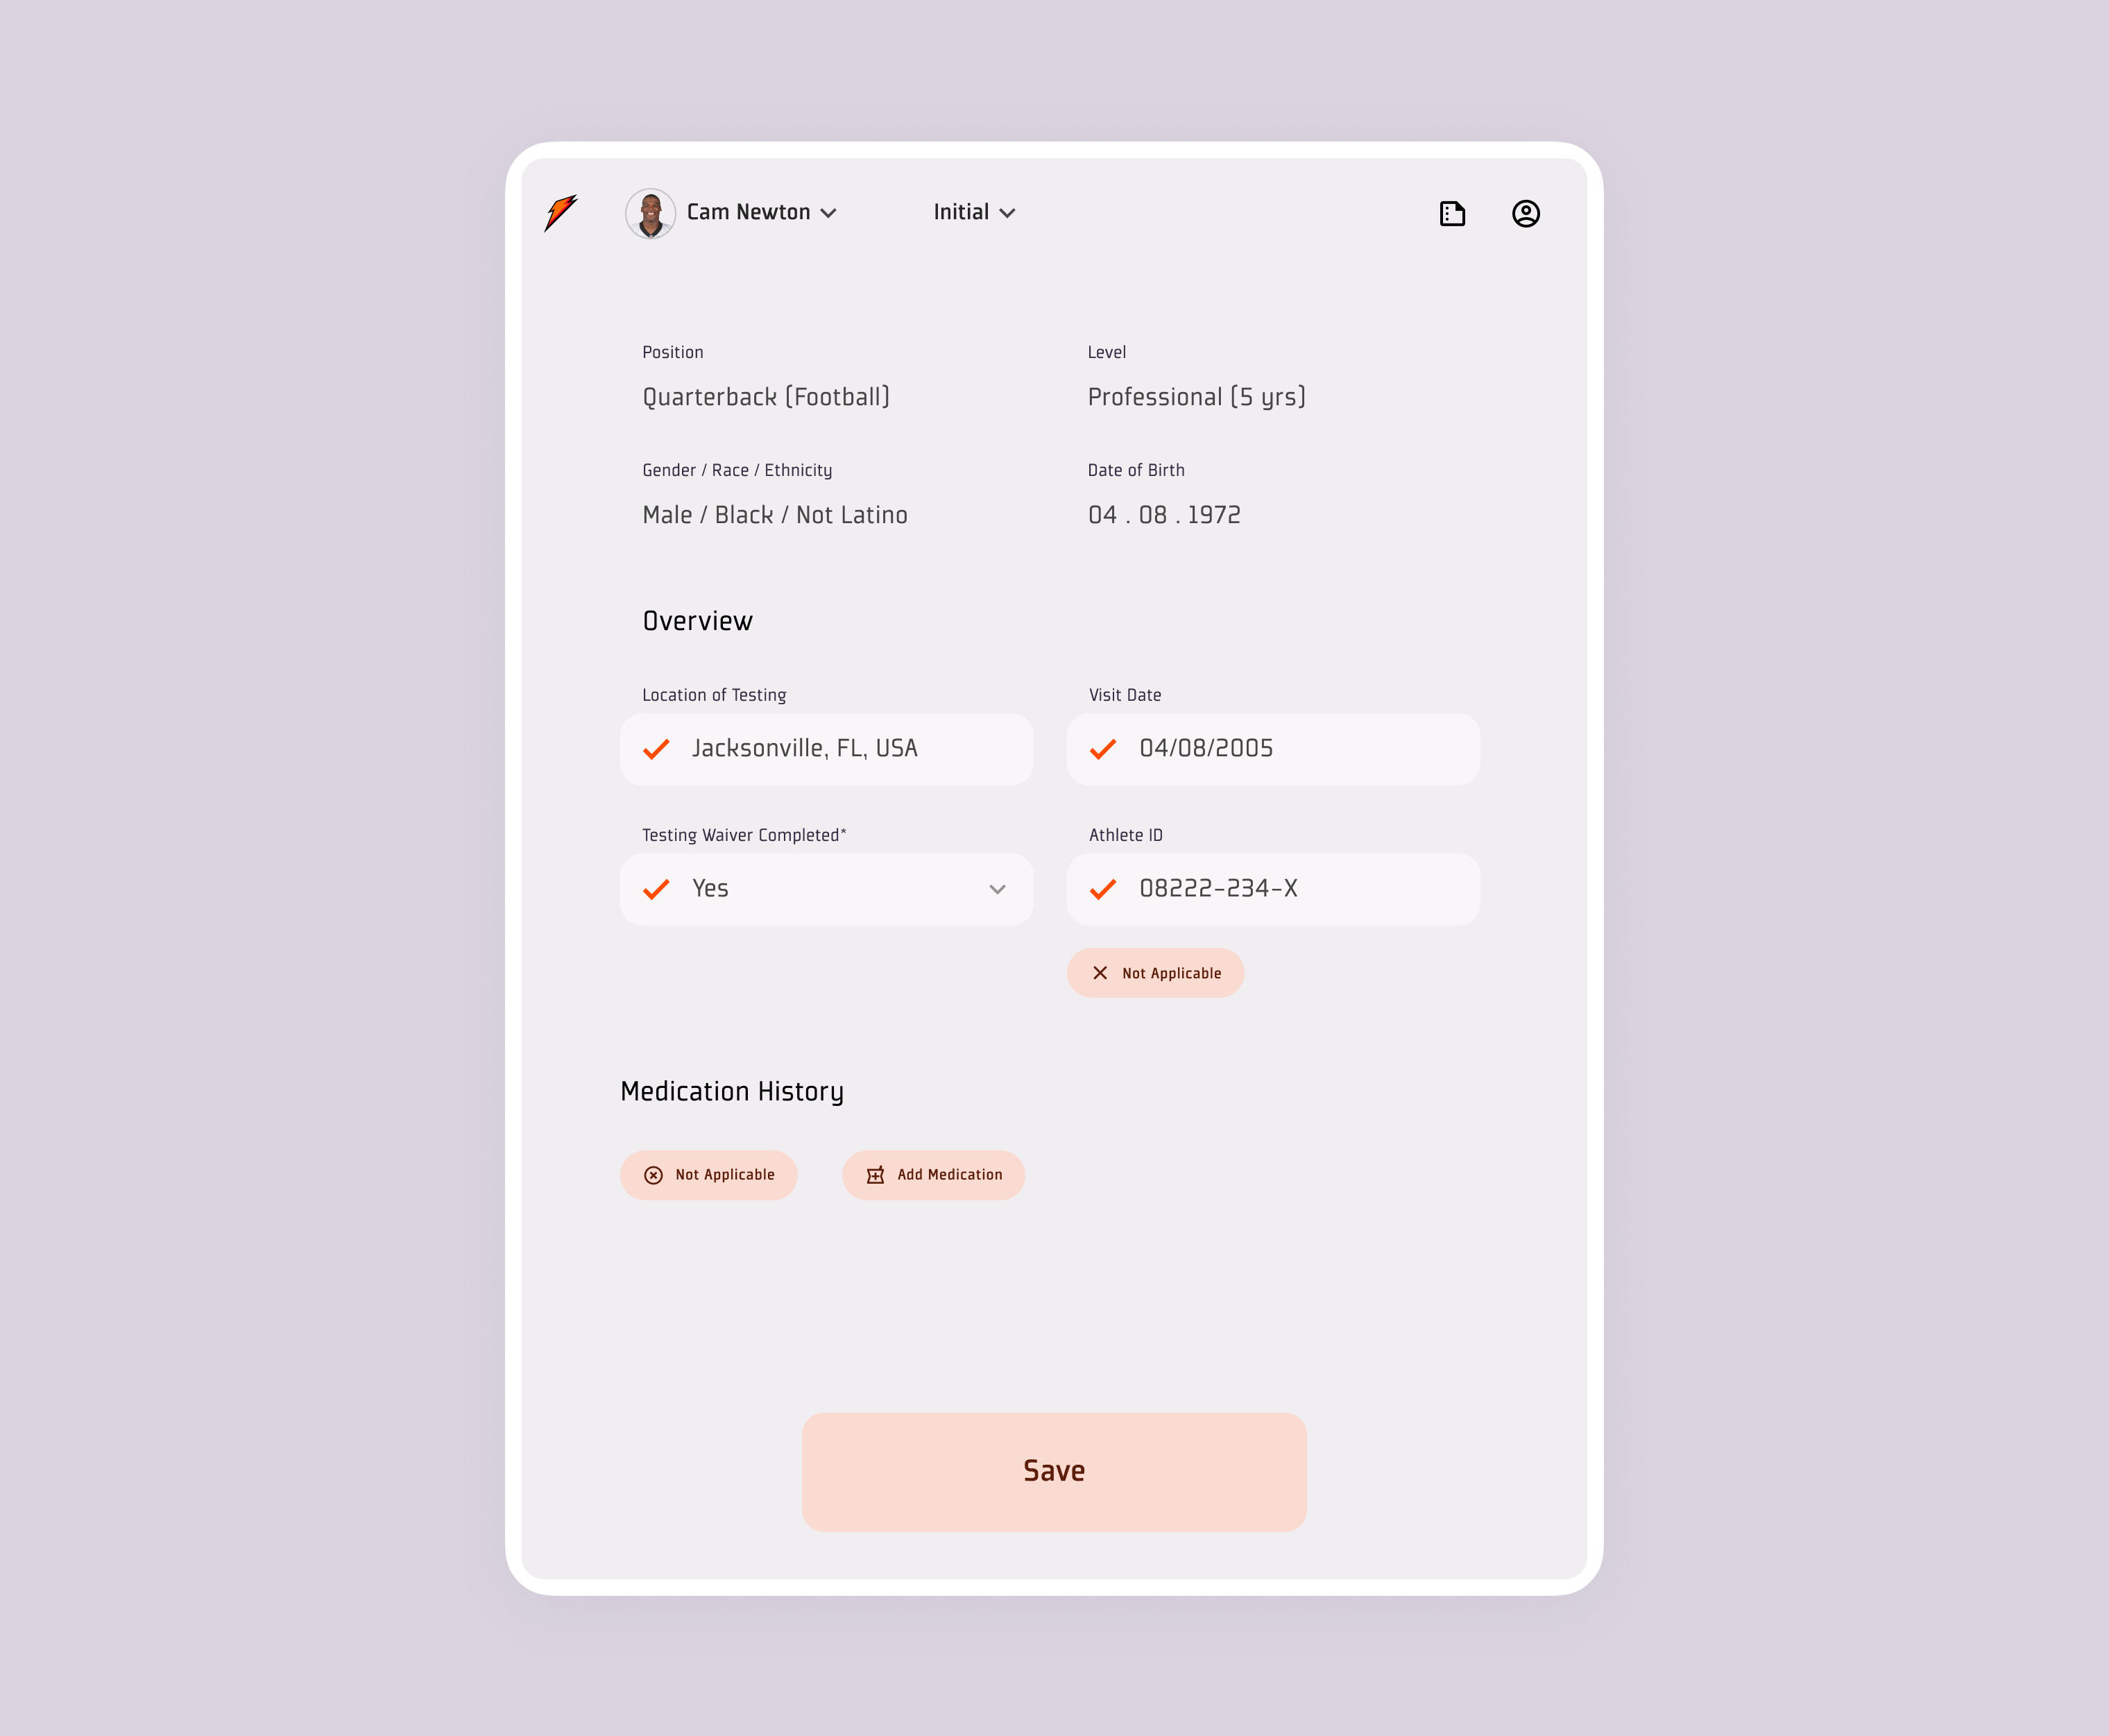 Cam Newton
Initial
Position
Level
Quarterback (Football)
Professional (5 yrs)
Gender / Race / Ethnicity
Date of Birth
Male / Black / Not Latino
04 . 08 . 1972
Overview
Location of Testing
Visit Date
Jacksonville, FL, USA
04/08/2005
Testing Waiver Completed*
Athlete ID
Yes
08222-234-X
Not Applicable
Medication History
Not Applicable
Add Medication
Save